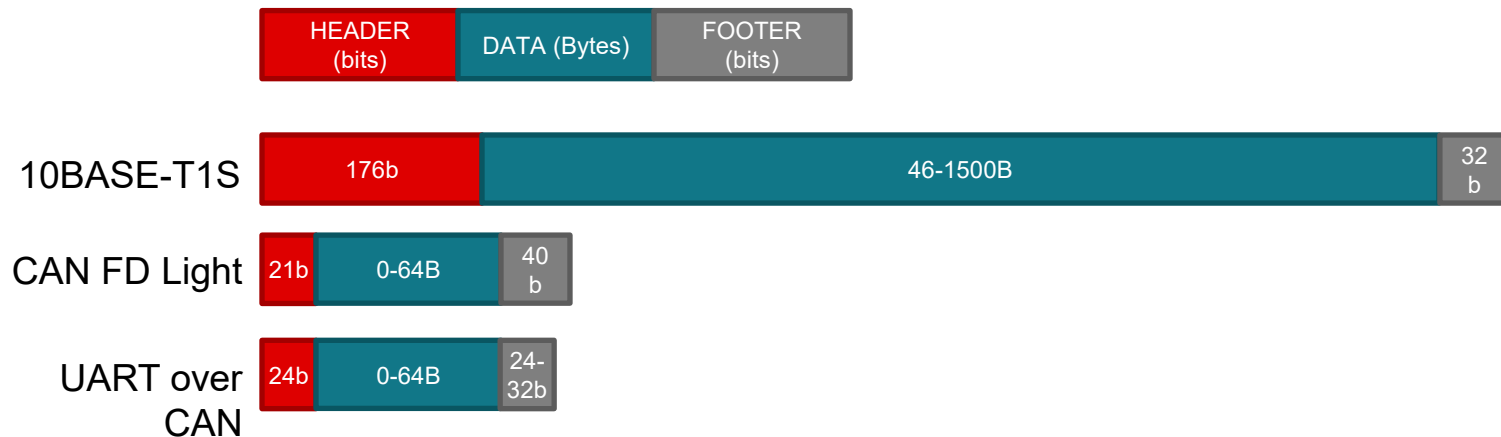 HEADER
(bits)
DATA (Bytes)
FOOTER
(bits)
10BASE-T1S
176b
46-1500B
32
b
CAN FD Light
21b
0-64B
40
b
UART over
CAN
24b
0-64B
24-
32b